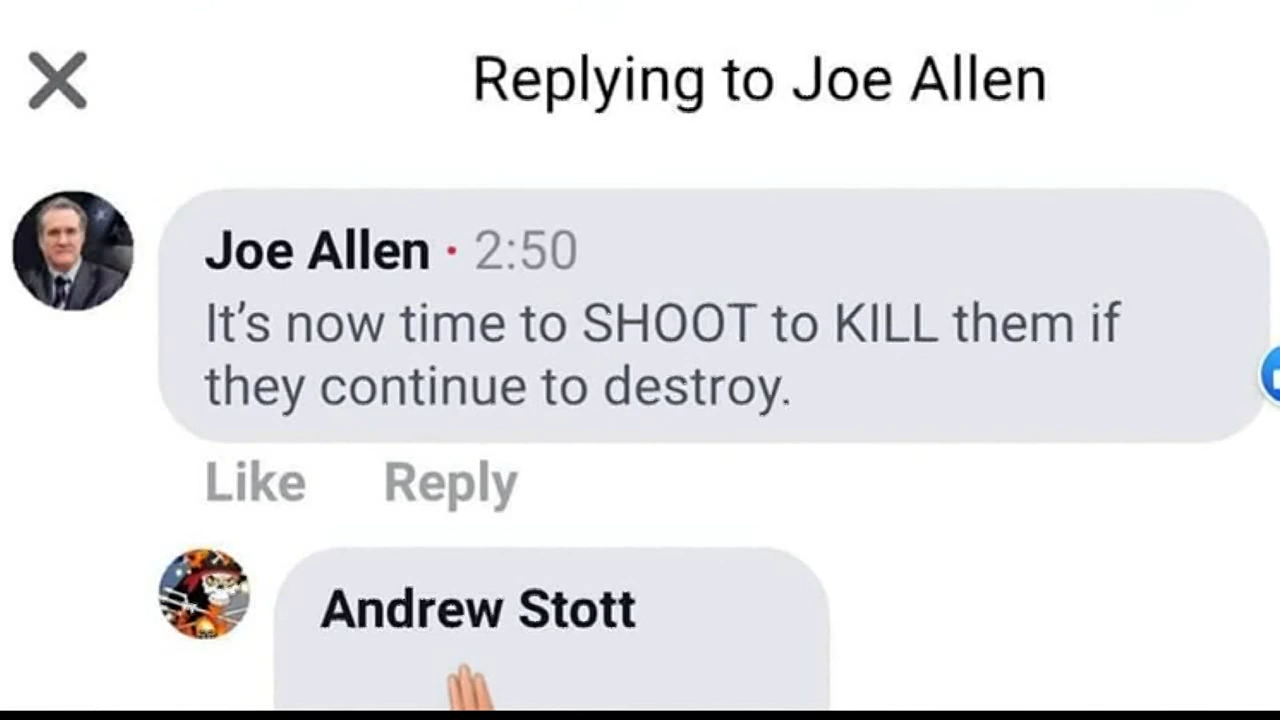 Replying to Joe Allen
Joe Allen · 2:50
It's now time to SHOOT to KILL them if
they continue to destroy.
Like Reply
Andrew Stott